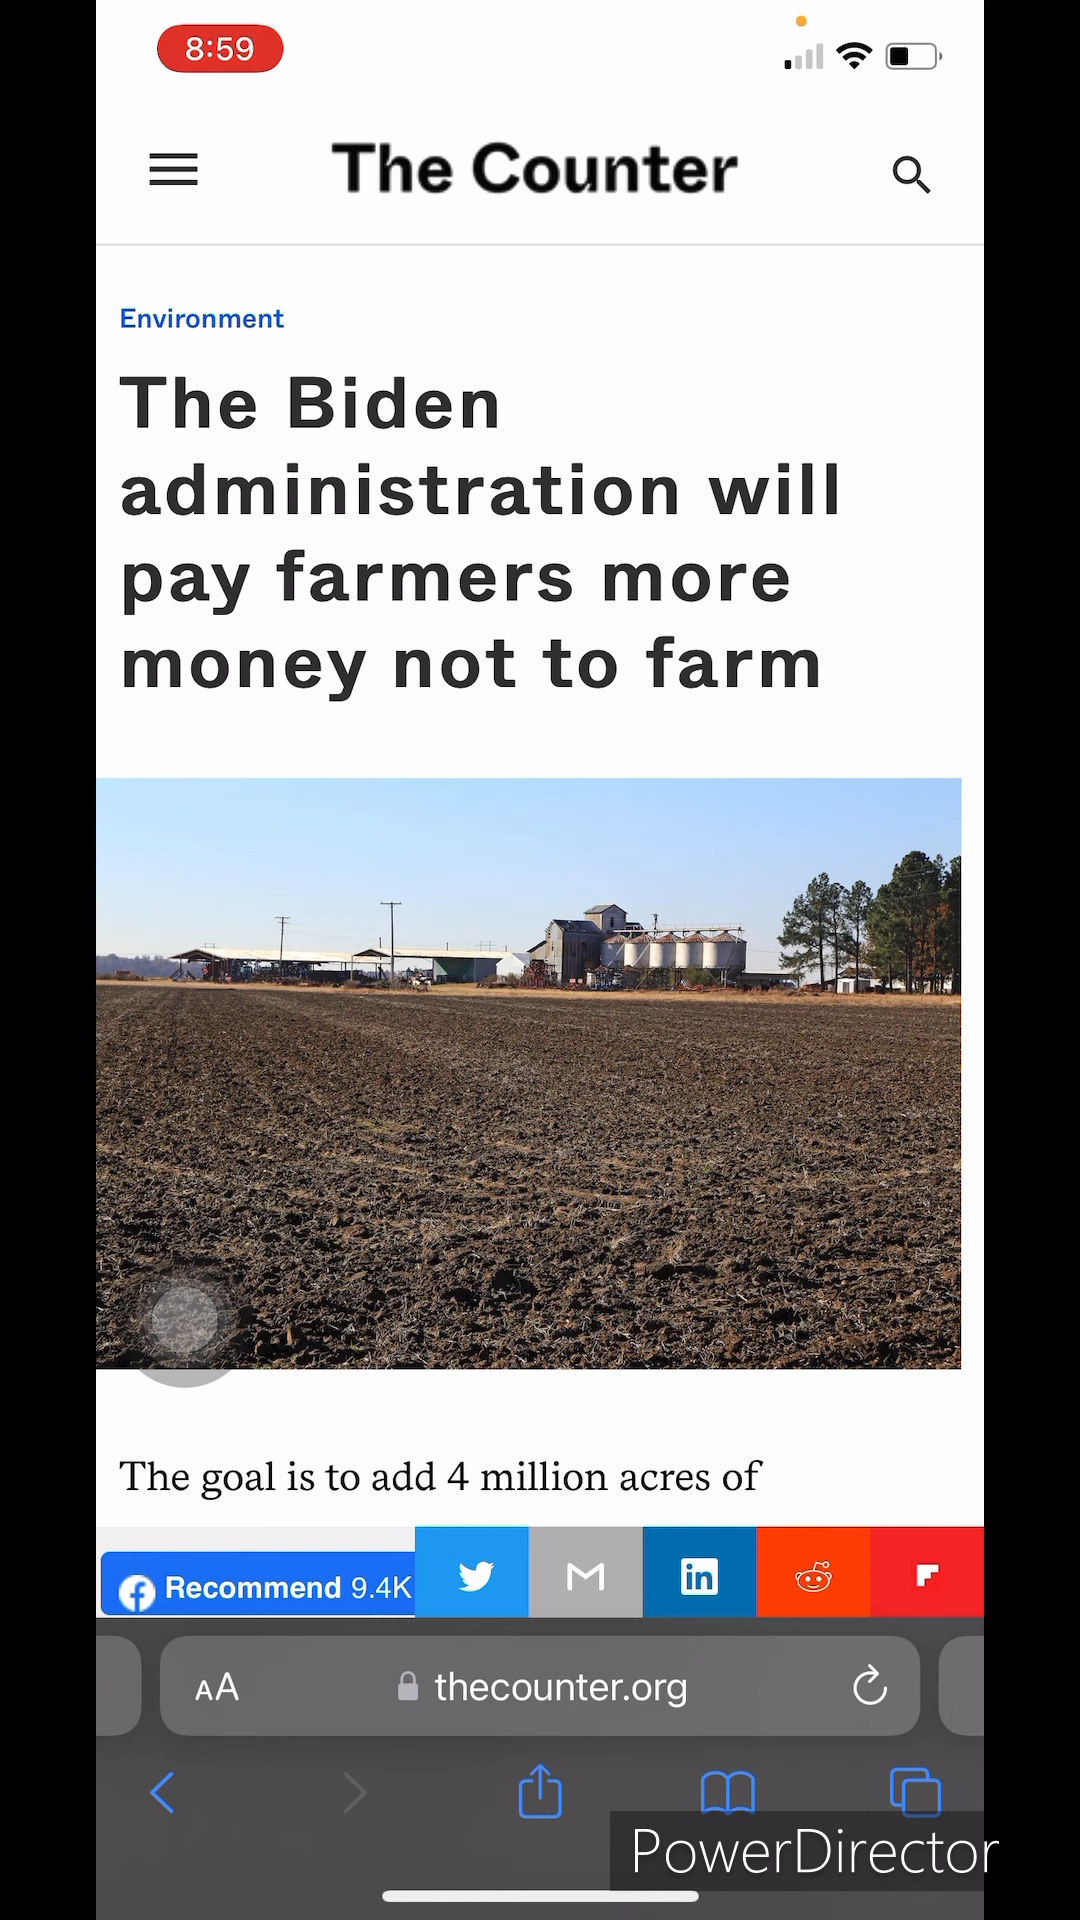 8:59
The Counter
Environment
The Biden
administration will
pay farmers more
money not to farm
The goal is to add 4 million acres of
Recommend 9.4K
AA
thecounter.org
PowerDirector